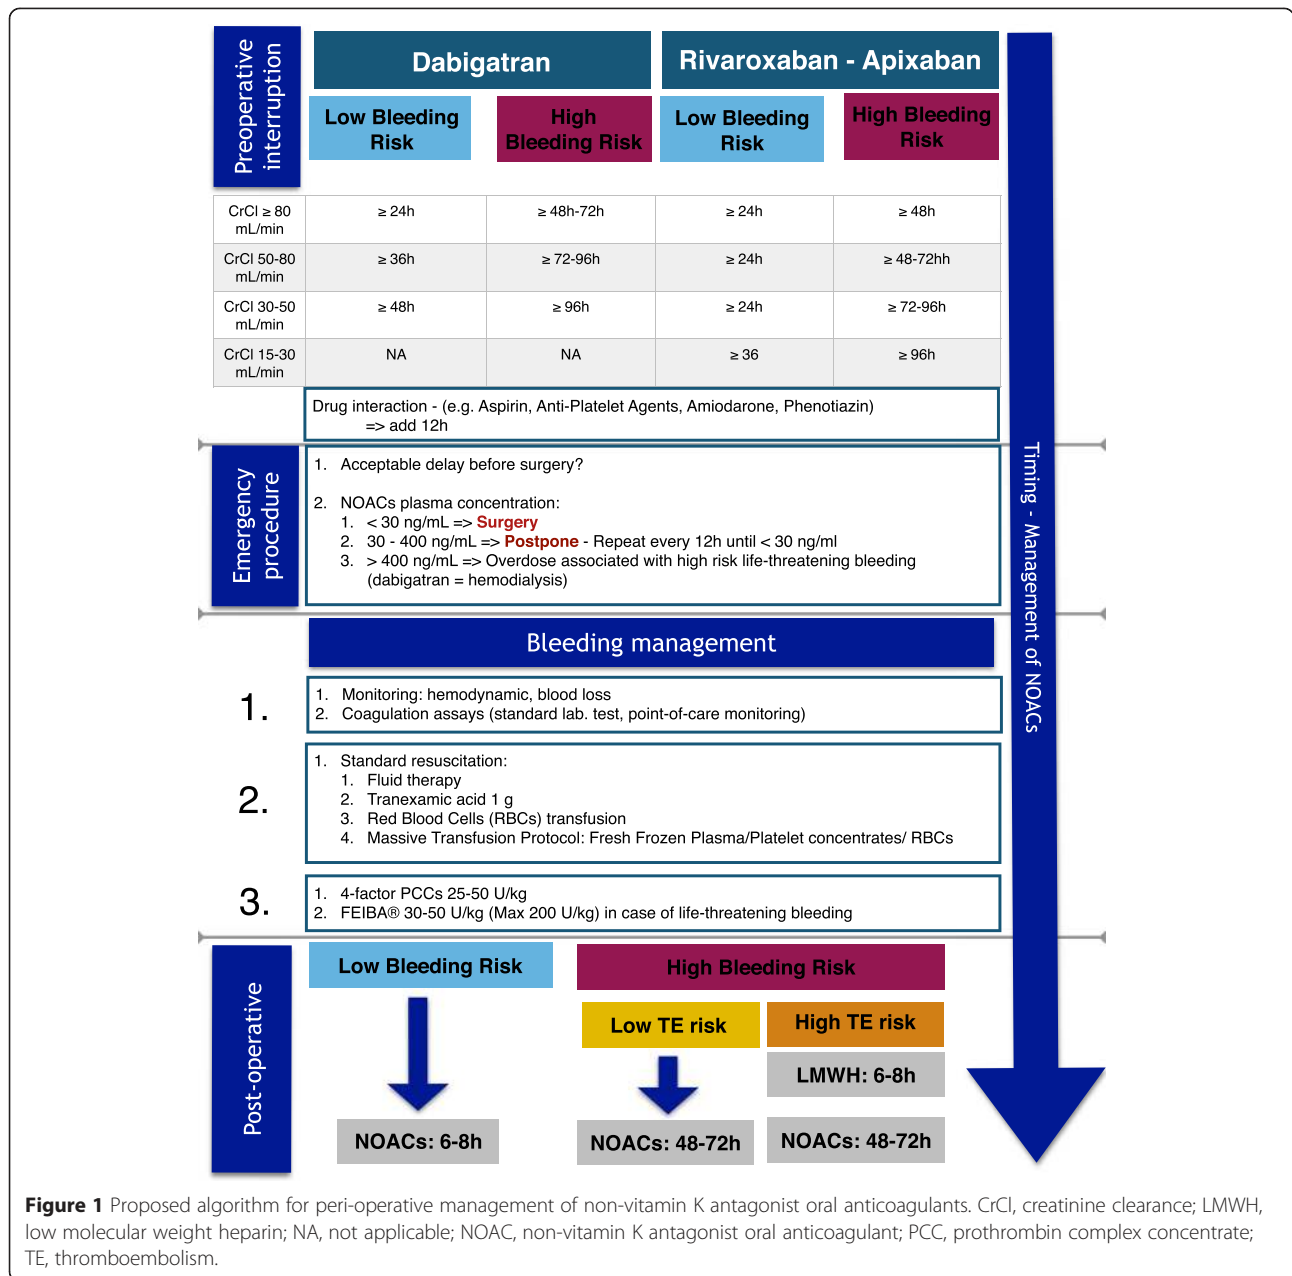 Preoperative
interruption
Dabigatran
Rivaroxaban - Apixaban
Low Bleeding
Risk
High
Bleeding Risk
Low Bleeding
Risk
High Bleeding
Risk
CrCl ≥ 80
mL/min
≥ 24h
≥ 48h-72h
≥ 24h
≥ 48h
CrCl 50-80
mL/min
≥ 36h
≥ 72-96h
≥ 24h
≥ 48-72hh
CrCl 30-50
mL/min
≥ 48h
≥ 96h
≥ 24h
≥ 72-96h
CrCl 15-30
mL/min
NA
NA
≥ 36
≥ 96h
Drug interaction - (e.g. Aspirin, Anti-Platelet Agents, Amiodarone, Phenotiazin)
=> add 12h
Timing - Management of NOACs
Emergency
procedure
1. Acceptable delay before surgery?
2. NOACs plasma concentration:
1. < 30 ng/mL => Surgery
2. 30 - 400 ng/mL => Postpone - Repeat every 12h until < 30 ng/ml
3. > 400 ng/mL => Overdose associated with high risk life-threatening bleeding
(dabigatran = hemodialysis)
Bleeding management
1.
1. Monitoring: hemodynamic, blood loss
2. Coagulation assays (standard lab. test, point-of-care monitoring)
2.
1. Standard resuscitation:
1. Fluid therapy
2. Tranexamic acid 1 g
3. Red Blood Cells (RBCs) transfusion
4. Massive Transfusion Protocol: Fresh Frozen Plasma/Platelet concentrates/ RBCs
3.
1. 4-factor PCCs 25-50 U/kg
2. FEIBA® 30-50 U/kg (Max 200 U/kg) in case of life-threatening bleeding
Post-operative
Low Bleeding Risk
High Bleeding Risk
Low TE risk
High TE risk
LMWH: 6-8h
NOACs: 6-8h
NOACs: 48-72h
NOACs: 48-72h
Figure 1 Proposed algorithm for peri-operative management of non-vitamin K antagonist oral anticoagulants. CrCl, creatinine clearance; LMWH,
low molecular weight heparin; NA, not applicable; NOAC, non-vitamin K antagonist oral anticoagulant; PCC, prothrombin complex concentrate;
TE, thromboembolism.